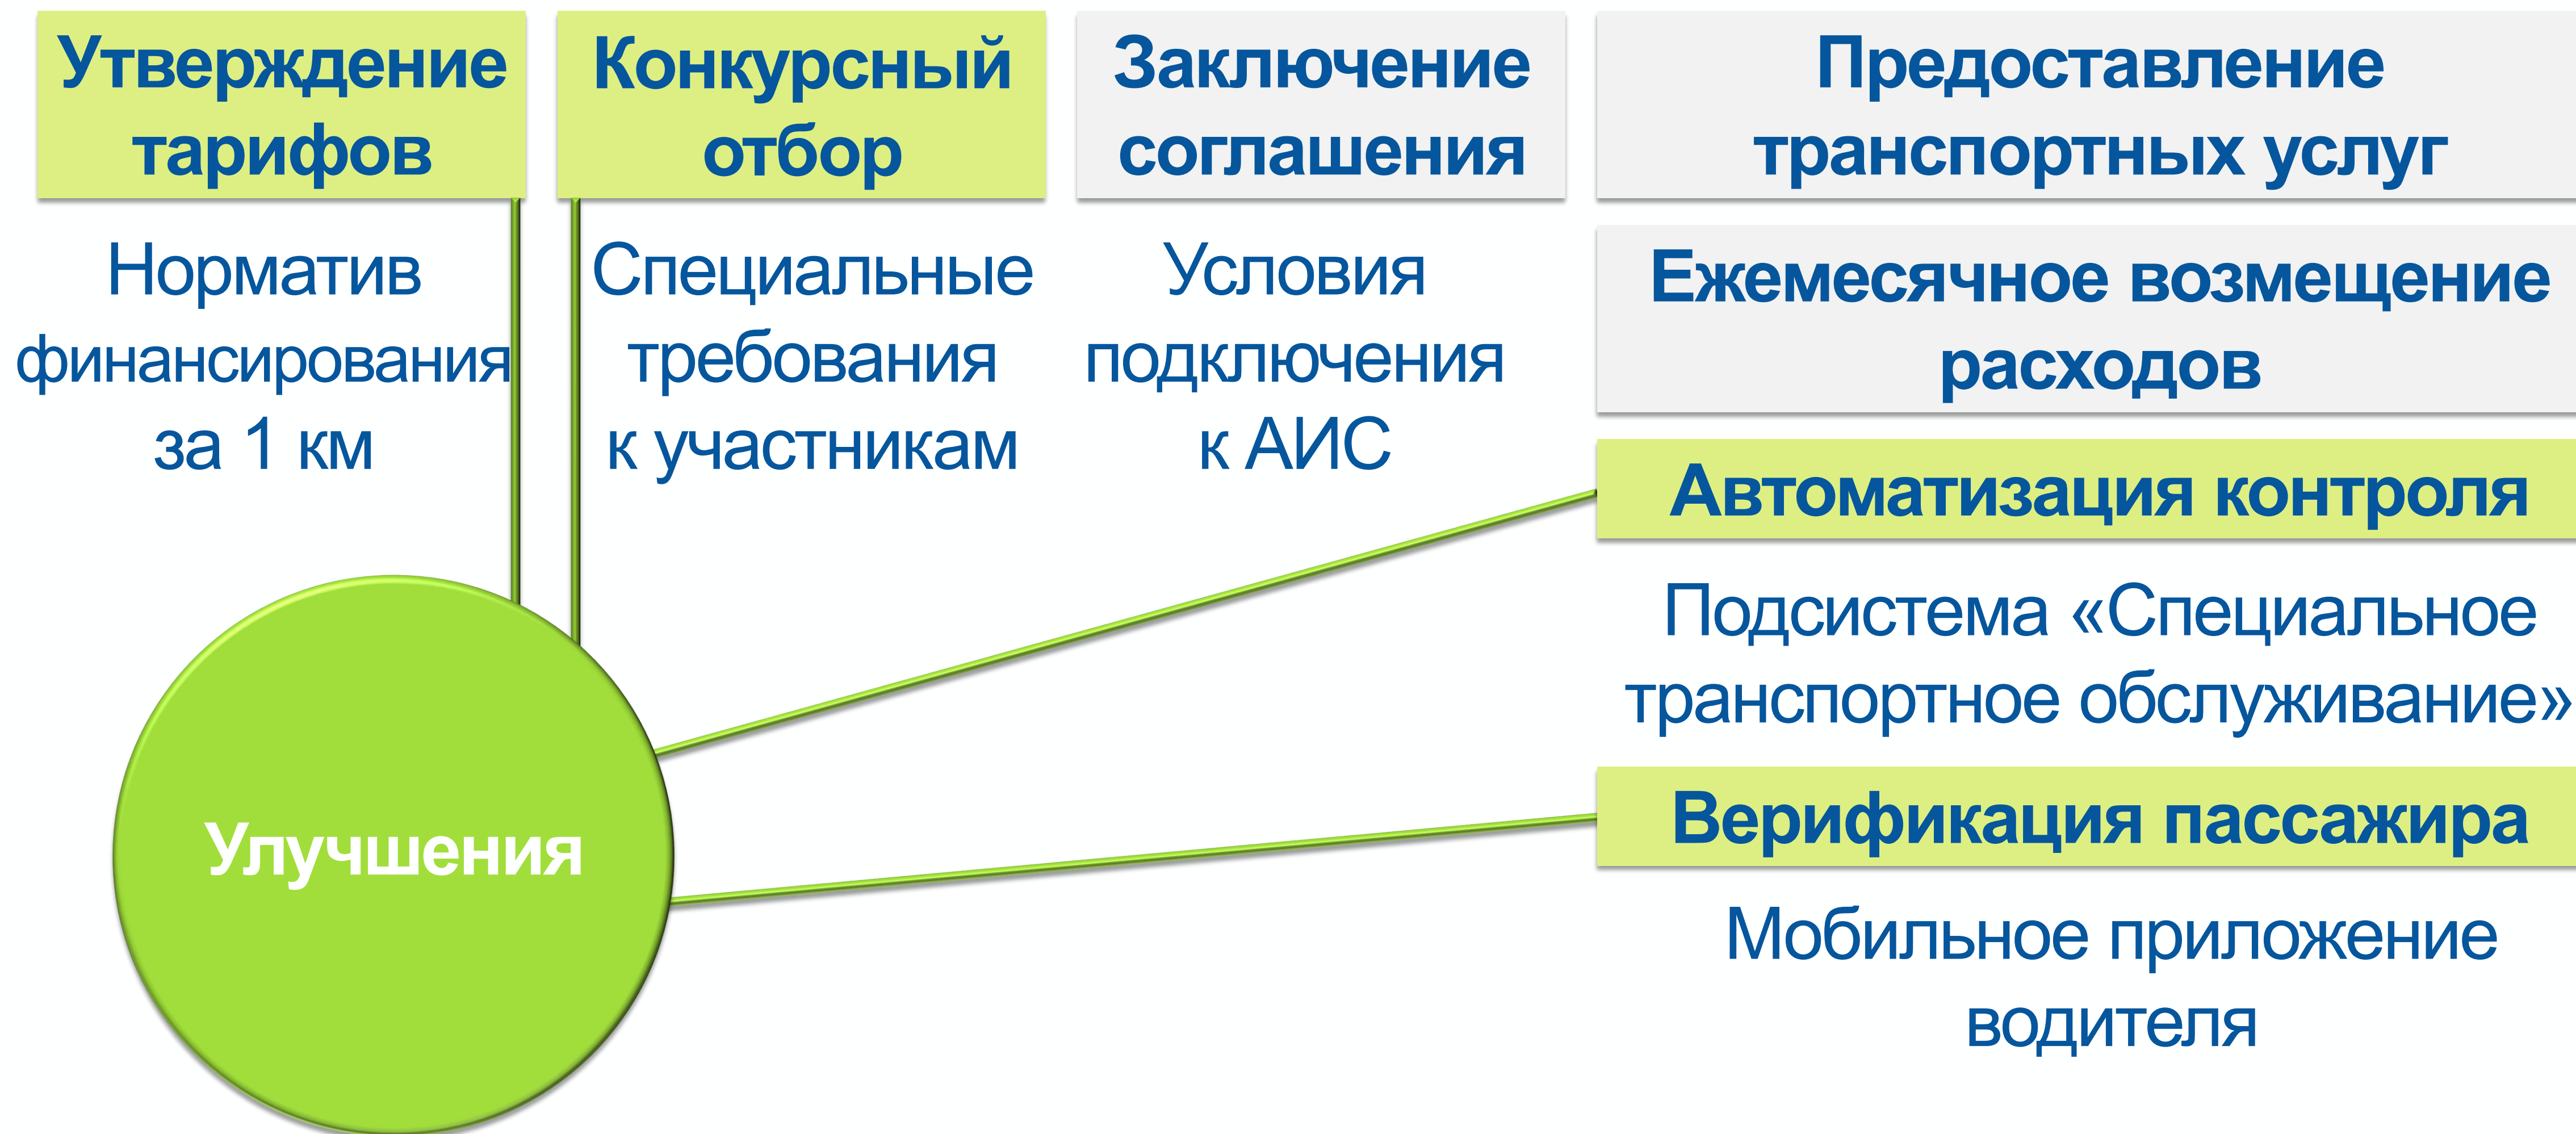 Утверждение
тарифов
Норматив
финансирования
за 1 км
Конкурсный
отбор
Специальные
требования
к участникам
Заключение
соглашения
Условия
подключения
к АИС
Предоставление
транспортных услуг
Ежемесячное возмещение
расходов
Автоматизация контроля
Подсистема «Специальное
транспортное обслуживание»
Верификация пассажира
Мобильное приложение
водителя
Улучшения